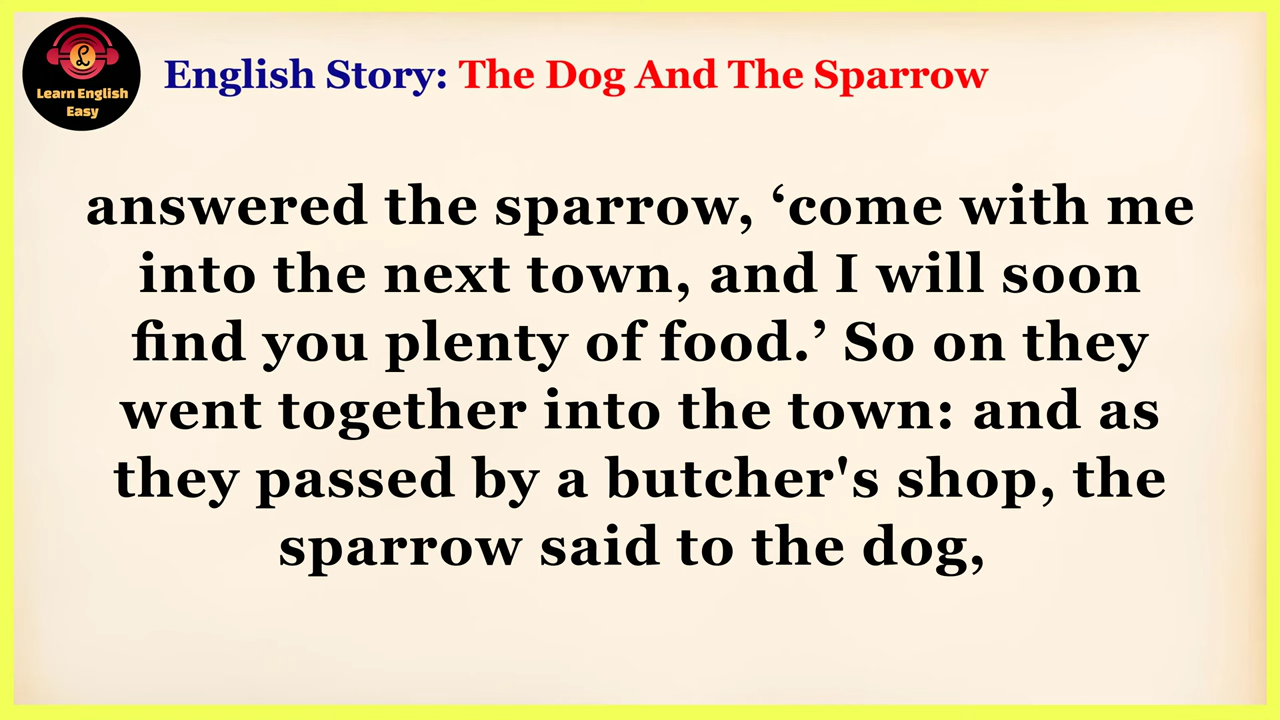 Learn English
Easy
English Story: The Dog And The Sparrow
answered the sparrow, ‘come with me
into the next town, and I will soon
find you plenty of food.’ So on they
went together into the town: and as
they passed by a butcher's shop, the
sparrow said to the dog,